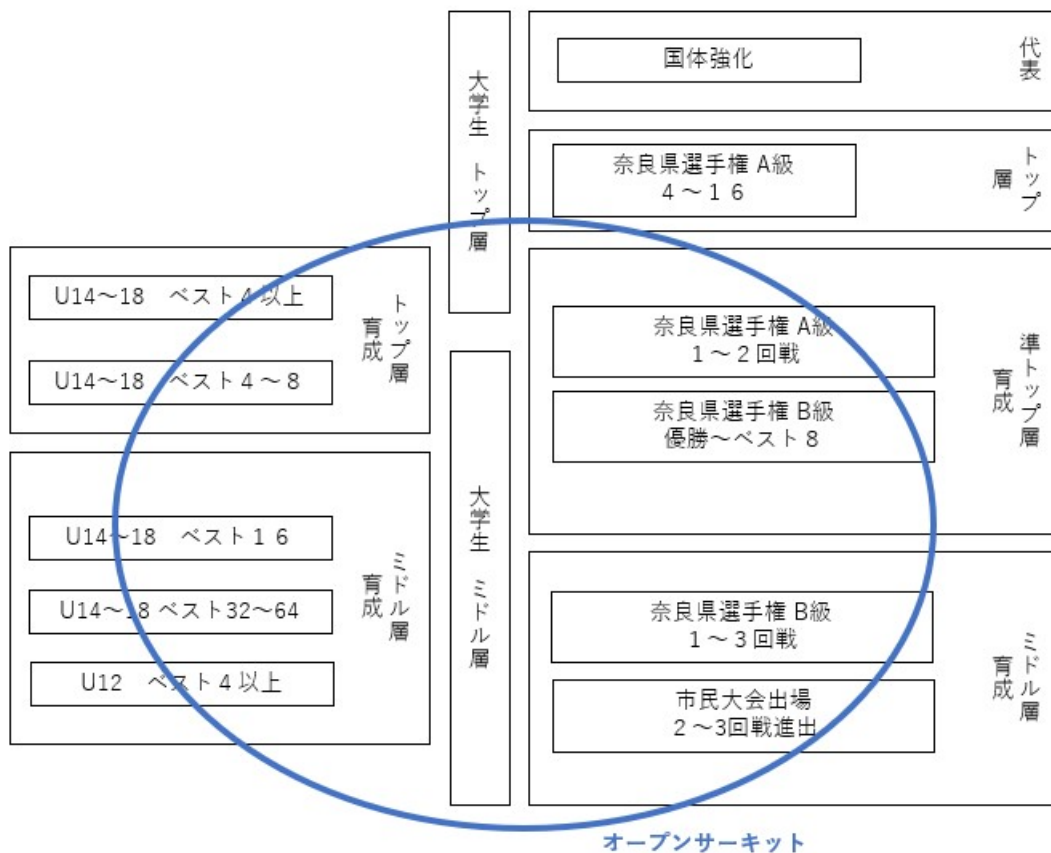 国体強化
代表
奈良県選手権 A級
4～16
トップ
層
大学生 トップ層
U14～18 ベスト4以上
U14～18 ベスト4～8
トップ層
育成
奈良県選手権 A級
1～2回戦
奈良県選手権 B級
優勝～ベスト8
準トップ層
育成
大学生 ミドル層
U14～18 ベスト16
U14～18 ベスト32～64
U12 ベスト4以上
ミドル層
育成
奈良県選手権 B級
1～3回戦
市民大会出場
2～3回戦進出
ミドル層
育成
オープンサーキット